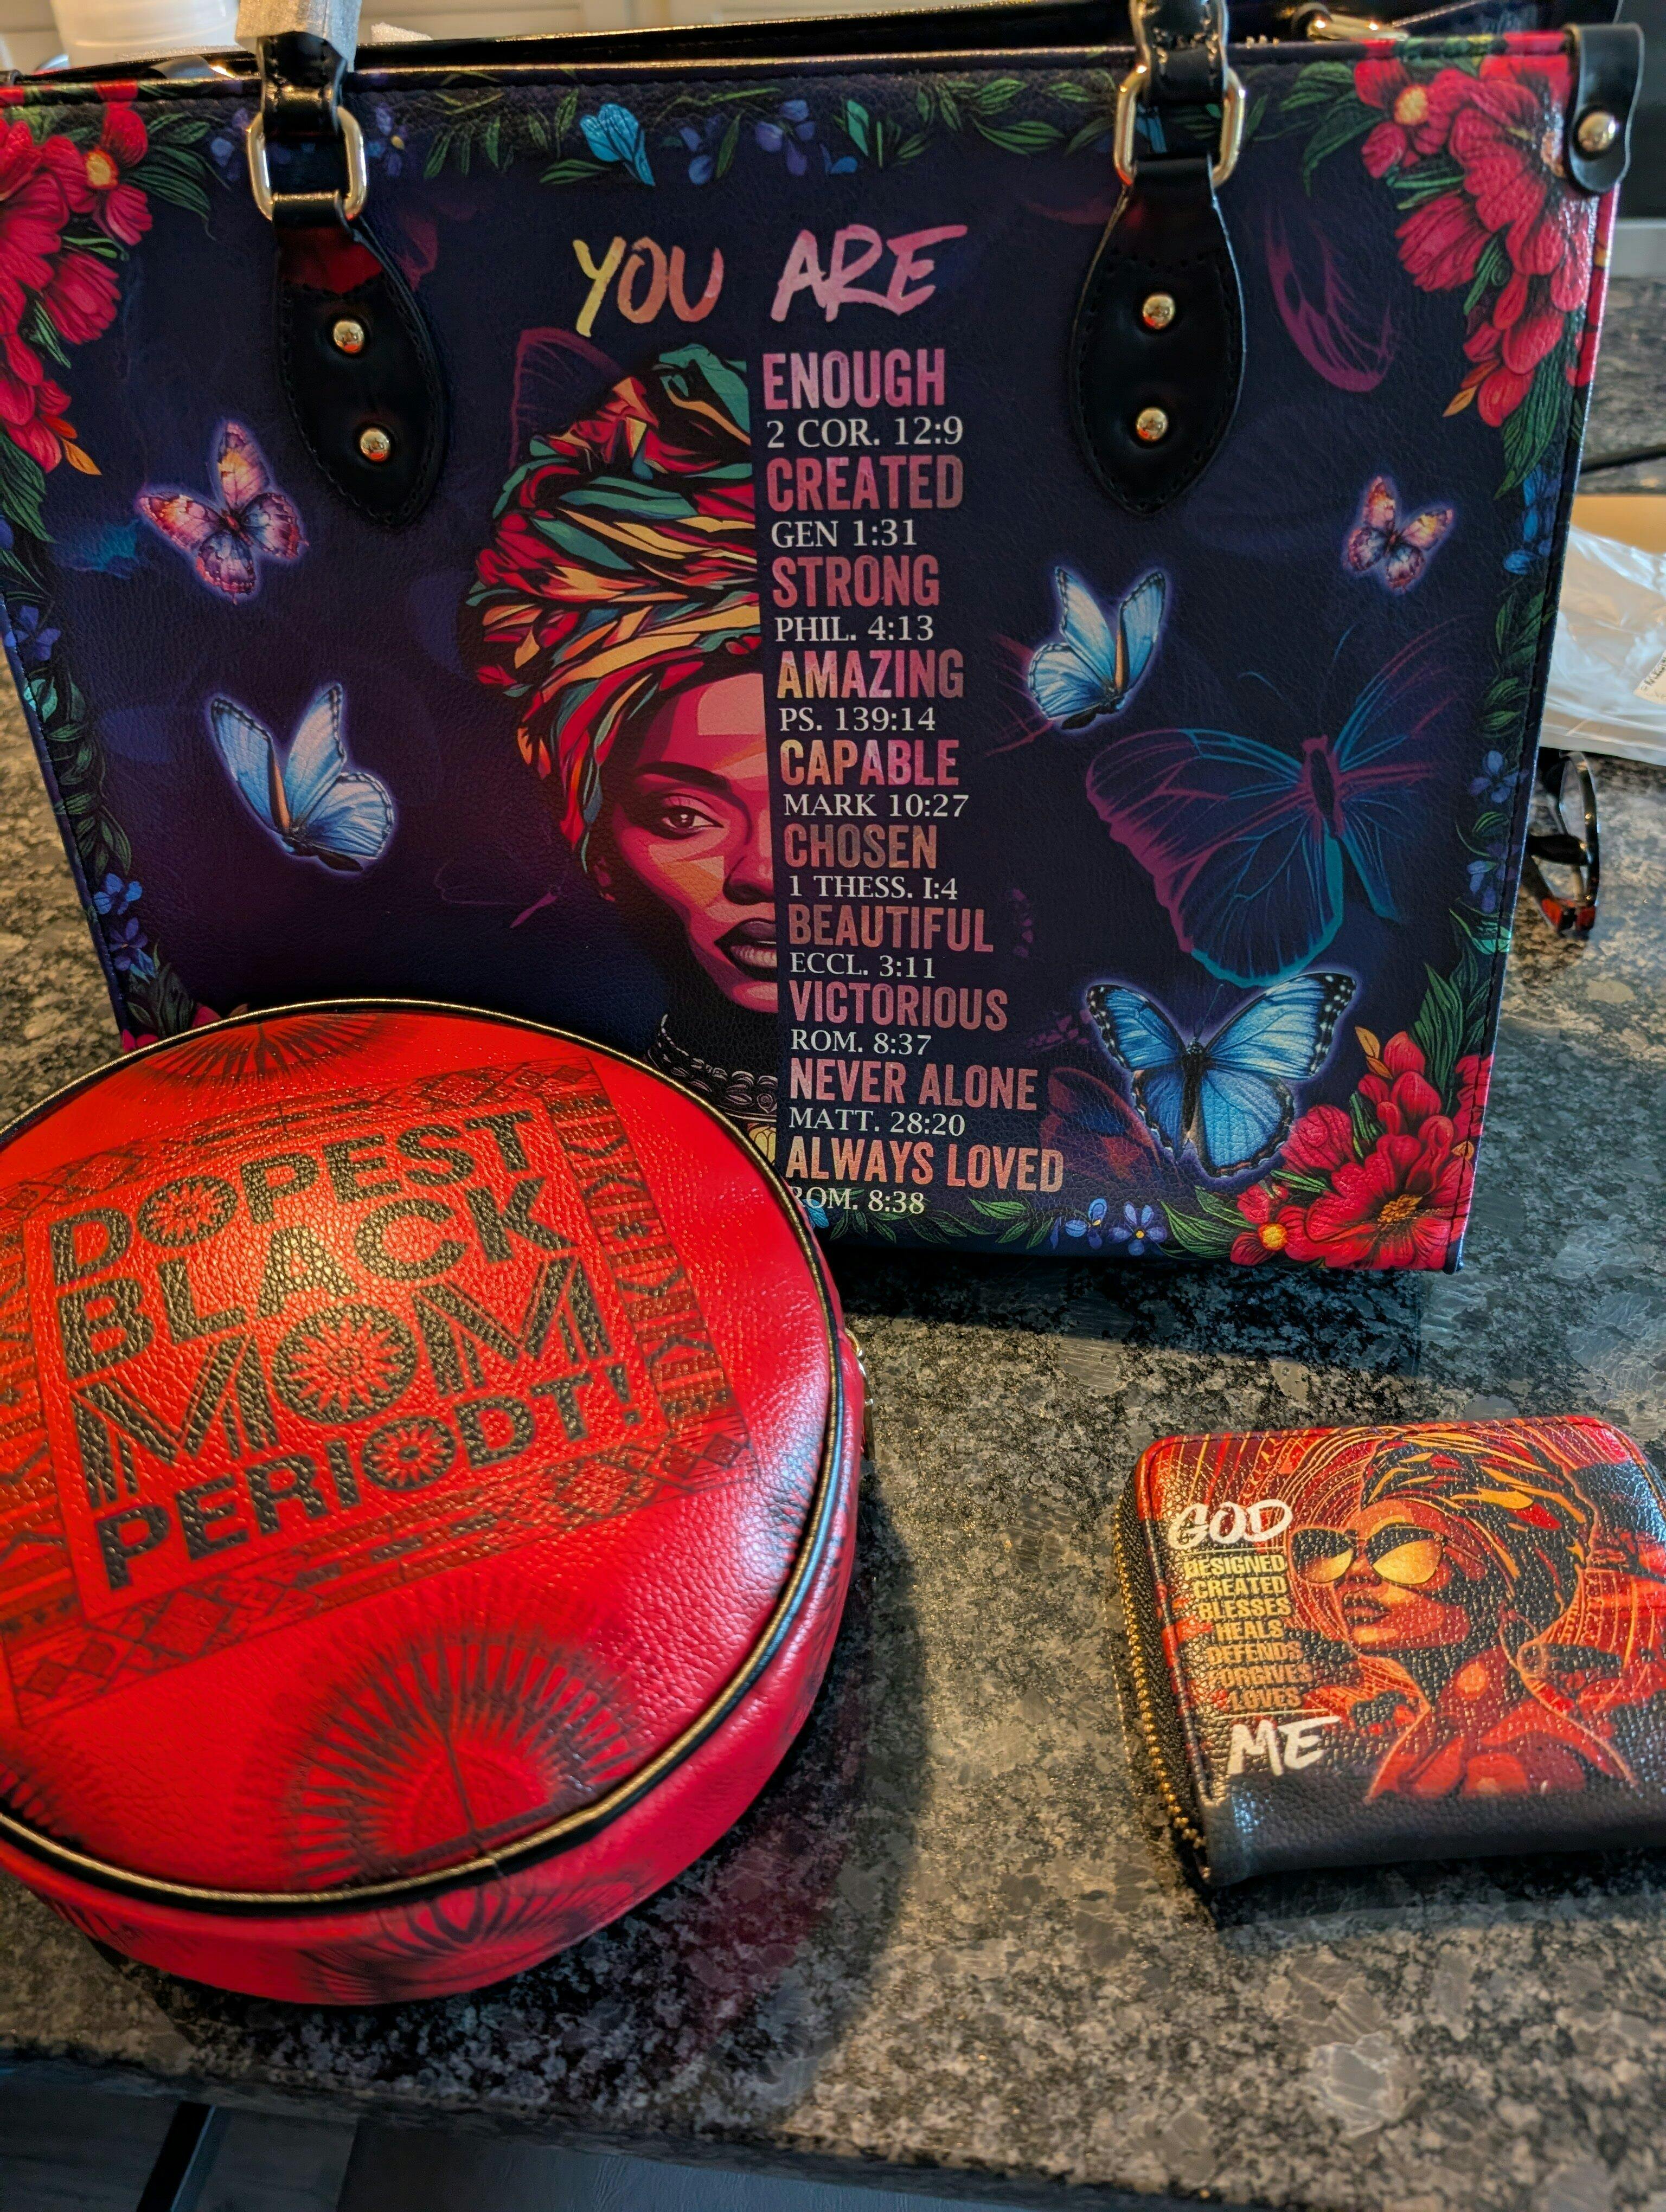 YOU ARE
ENOUGH
2 COR. 12:9
CREATED
GEN 1:31
STRONG
PHIL. 4:13
AMAZING
PS. 139:14
CAPABLE
MARK 10:27
CHOSEN
1 THESS. I:4
BEAUTIFUL
ECCL. 3:11
VICTORIOUS
ROM. 8:37
NEVER ALONE
MATT. 28:20
ALWAYS LOVED
ROM. 8:38
DOPEST
BLACK
MOM
PERIODT!
GOD
DESIGNED
CREATED
BLESSES
HEALS
DEFENDS
FORGIVES
LOVES
ME